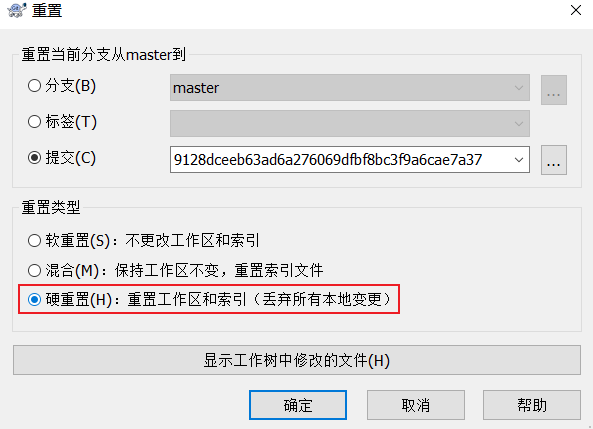 重置
重置当前分支从master到
分支(B)
master
...
标签(T)
提交(C)
9128dceeb63ad6a276069dfbf8bc3f9a6cae7a37
...
重置类型
软重置(S)：不更改工作区和索引
混合(M)：保持工作区不变，重置索引文件
硬重置(H)：重置工作区和索引（丢弃所有本地变更）
显示工作树中修改的文件(H)
确定
取消
帮助